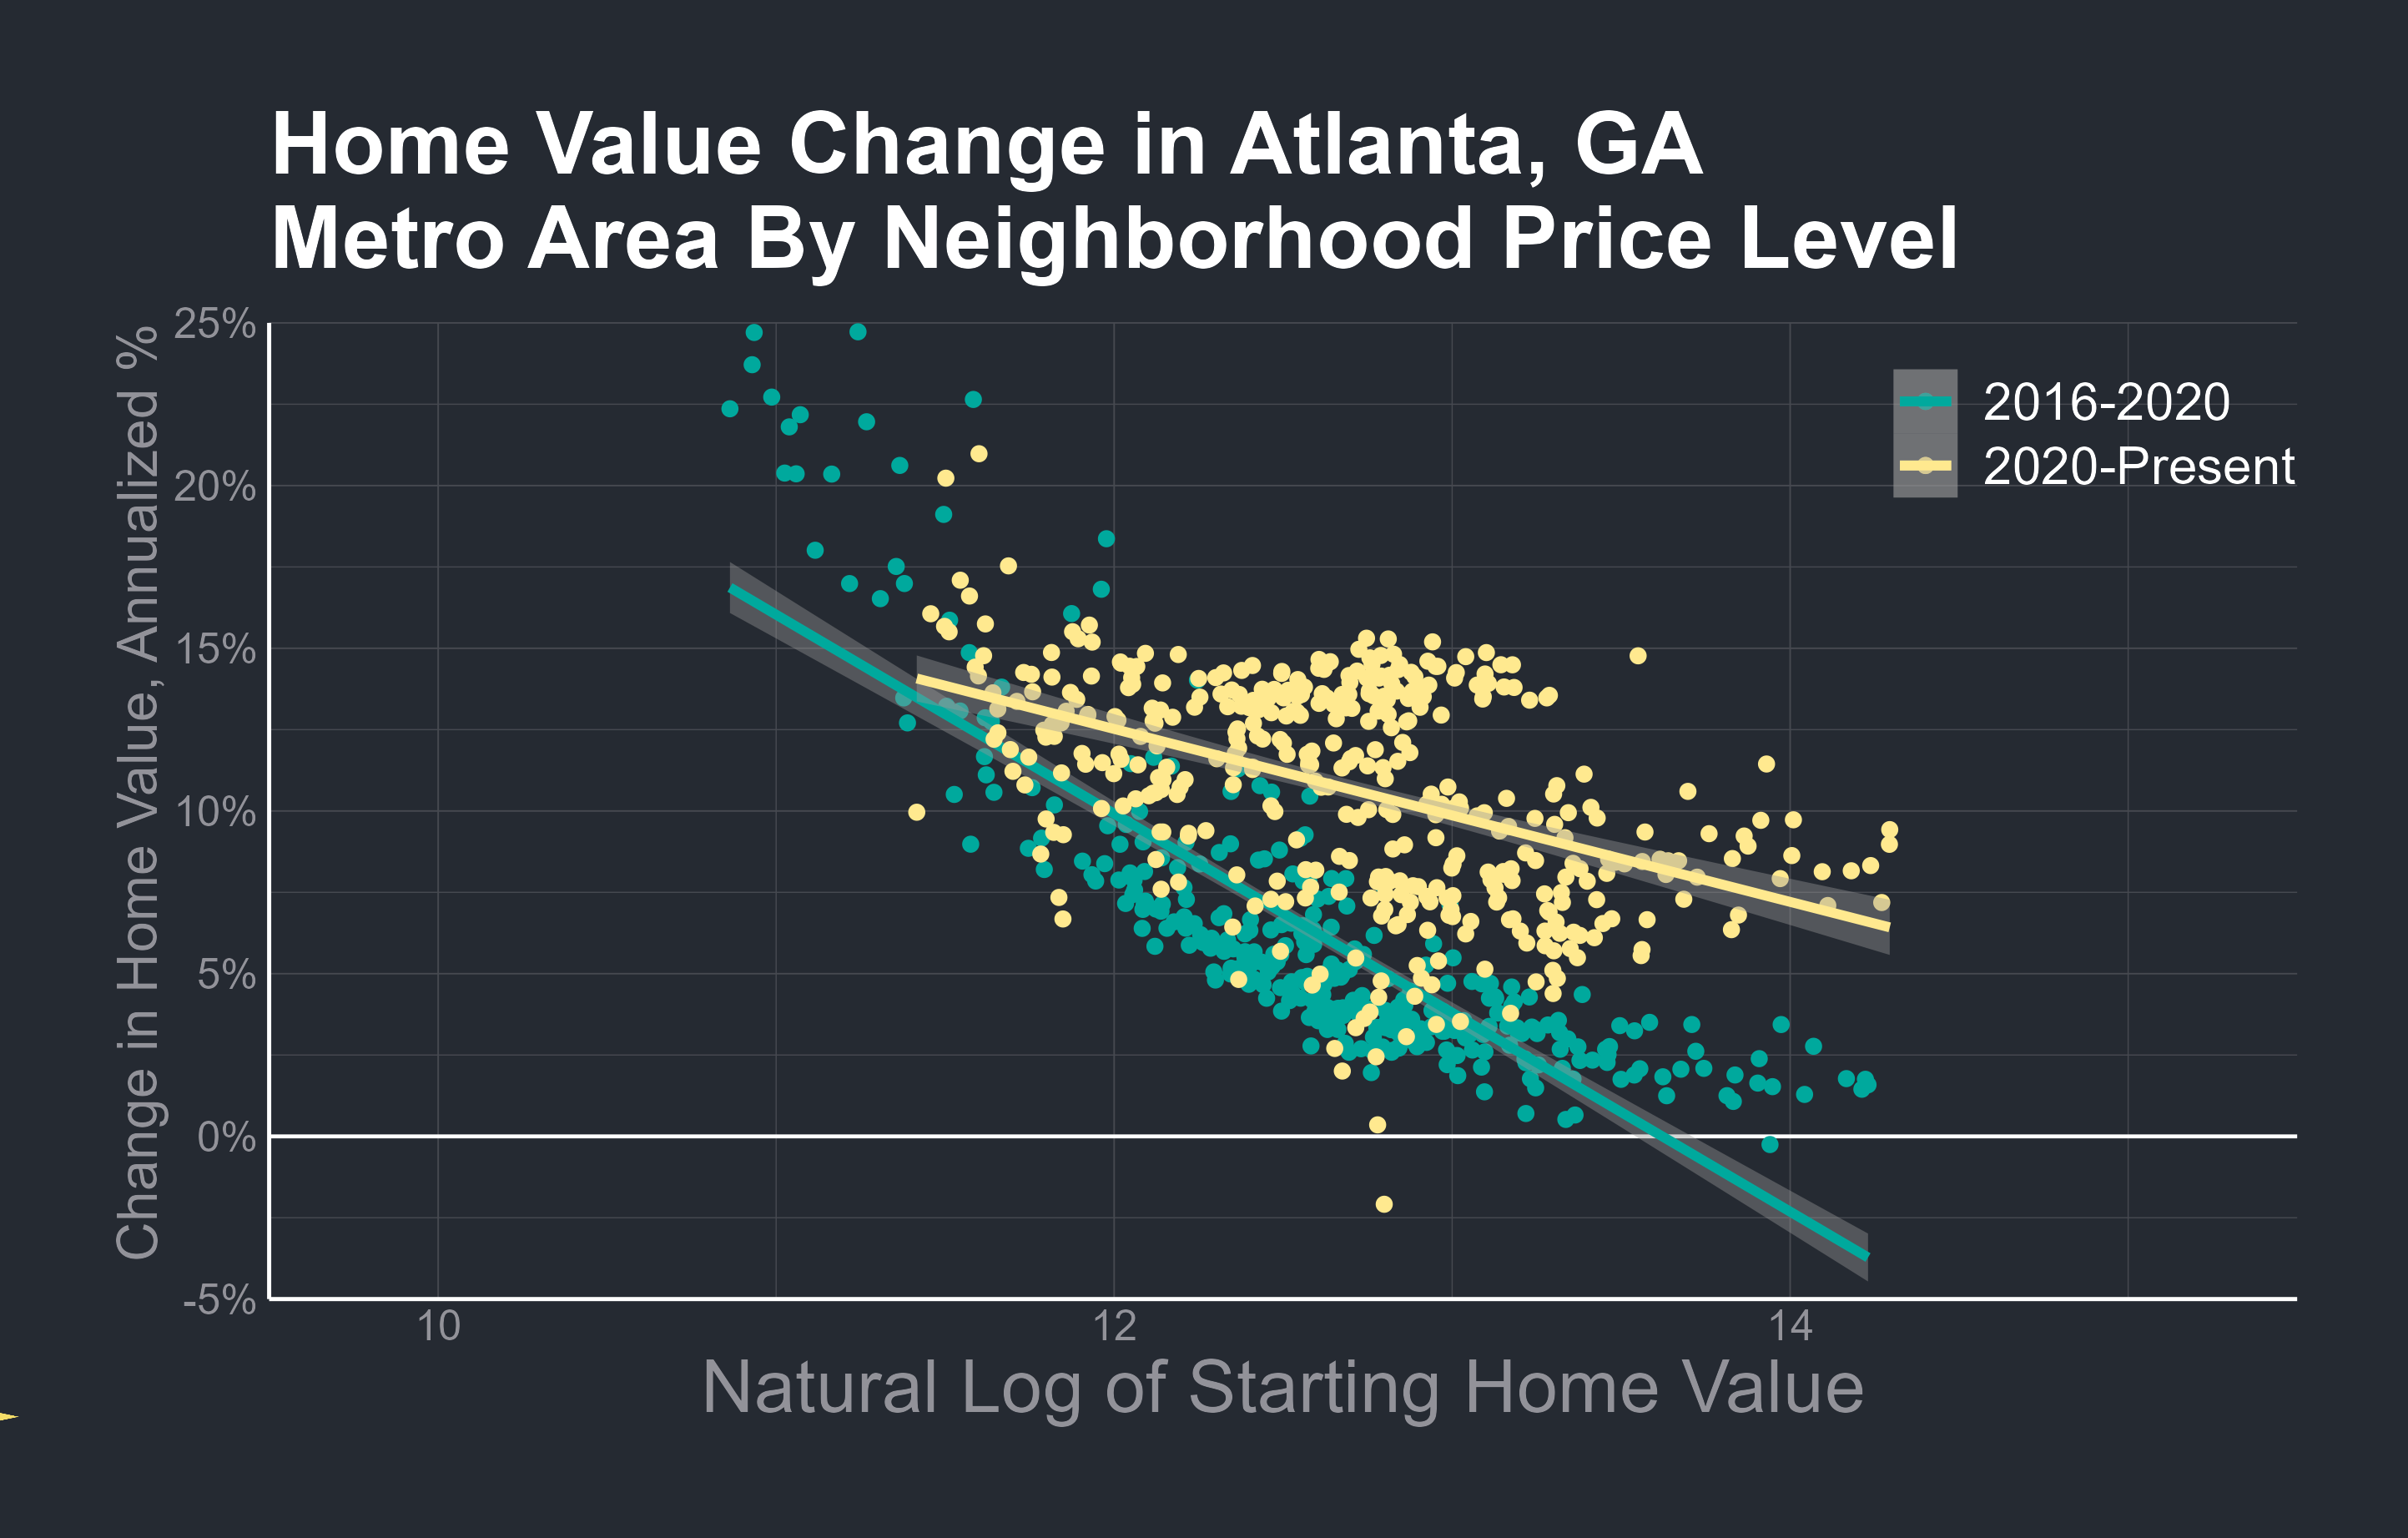 Home Value Change in Atlanta, GA
Metro Area By Neighborhood Price Level
Change in Home Value, Annualized %
25%
20%
15%
10%
5%
0%
-5%
2016-2020
2020-Present
10
12
14
Natural Log of Starting Home Value